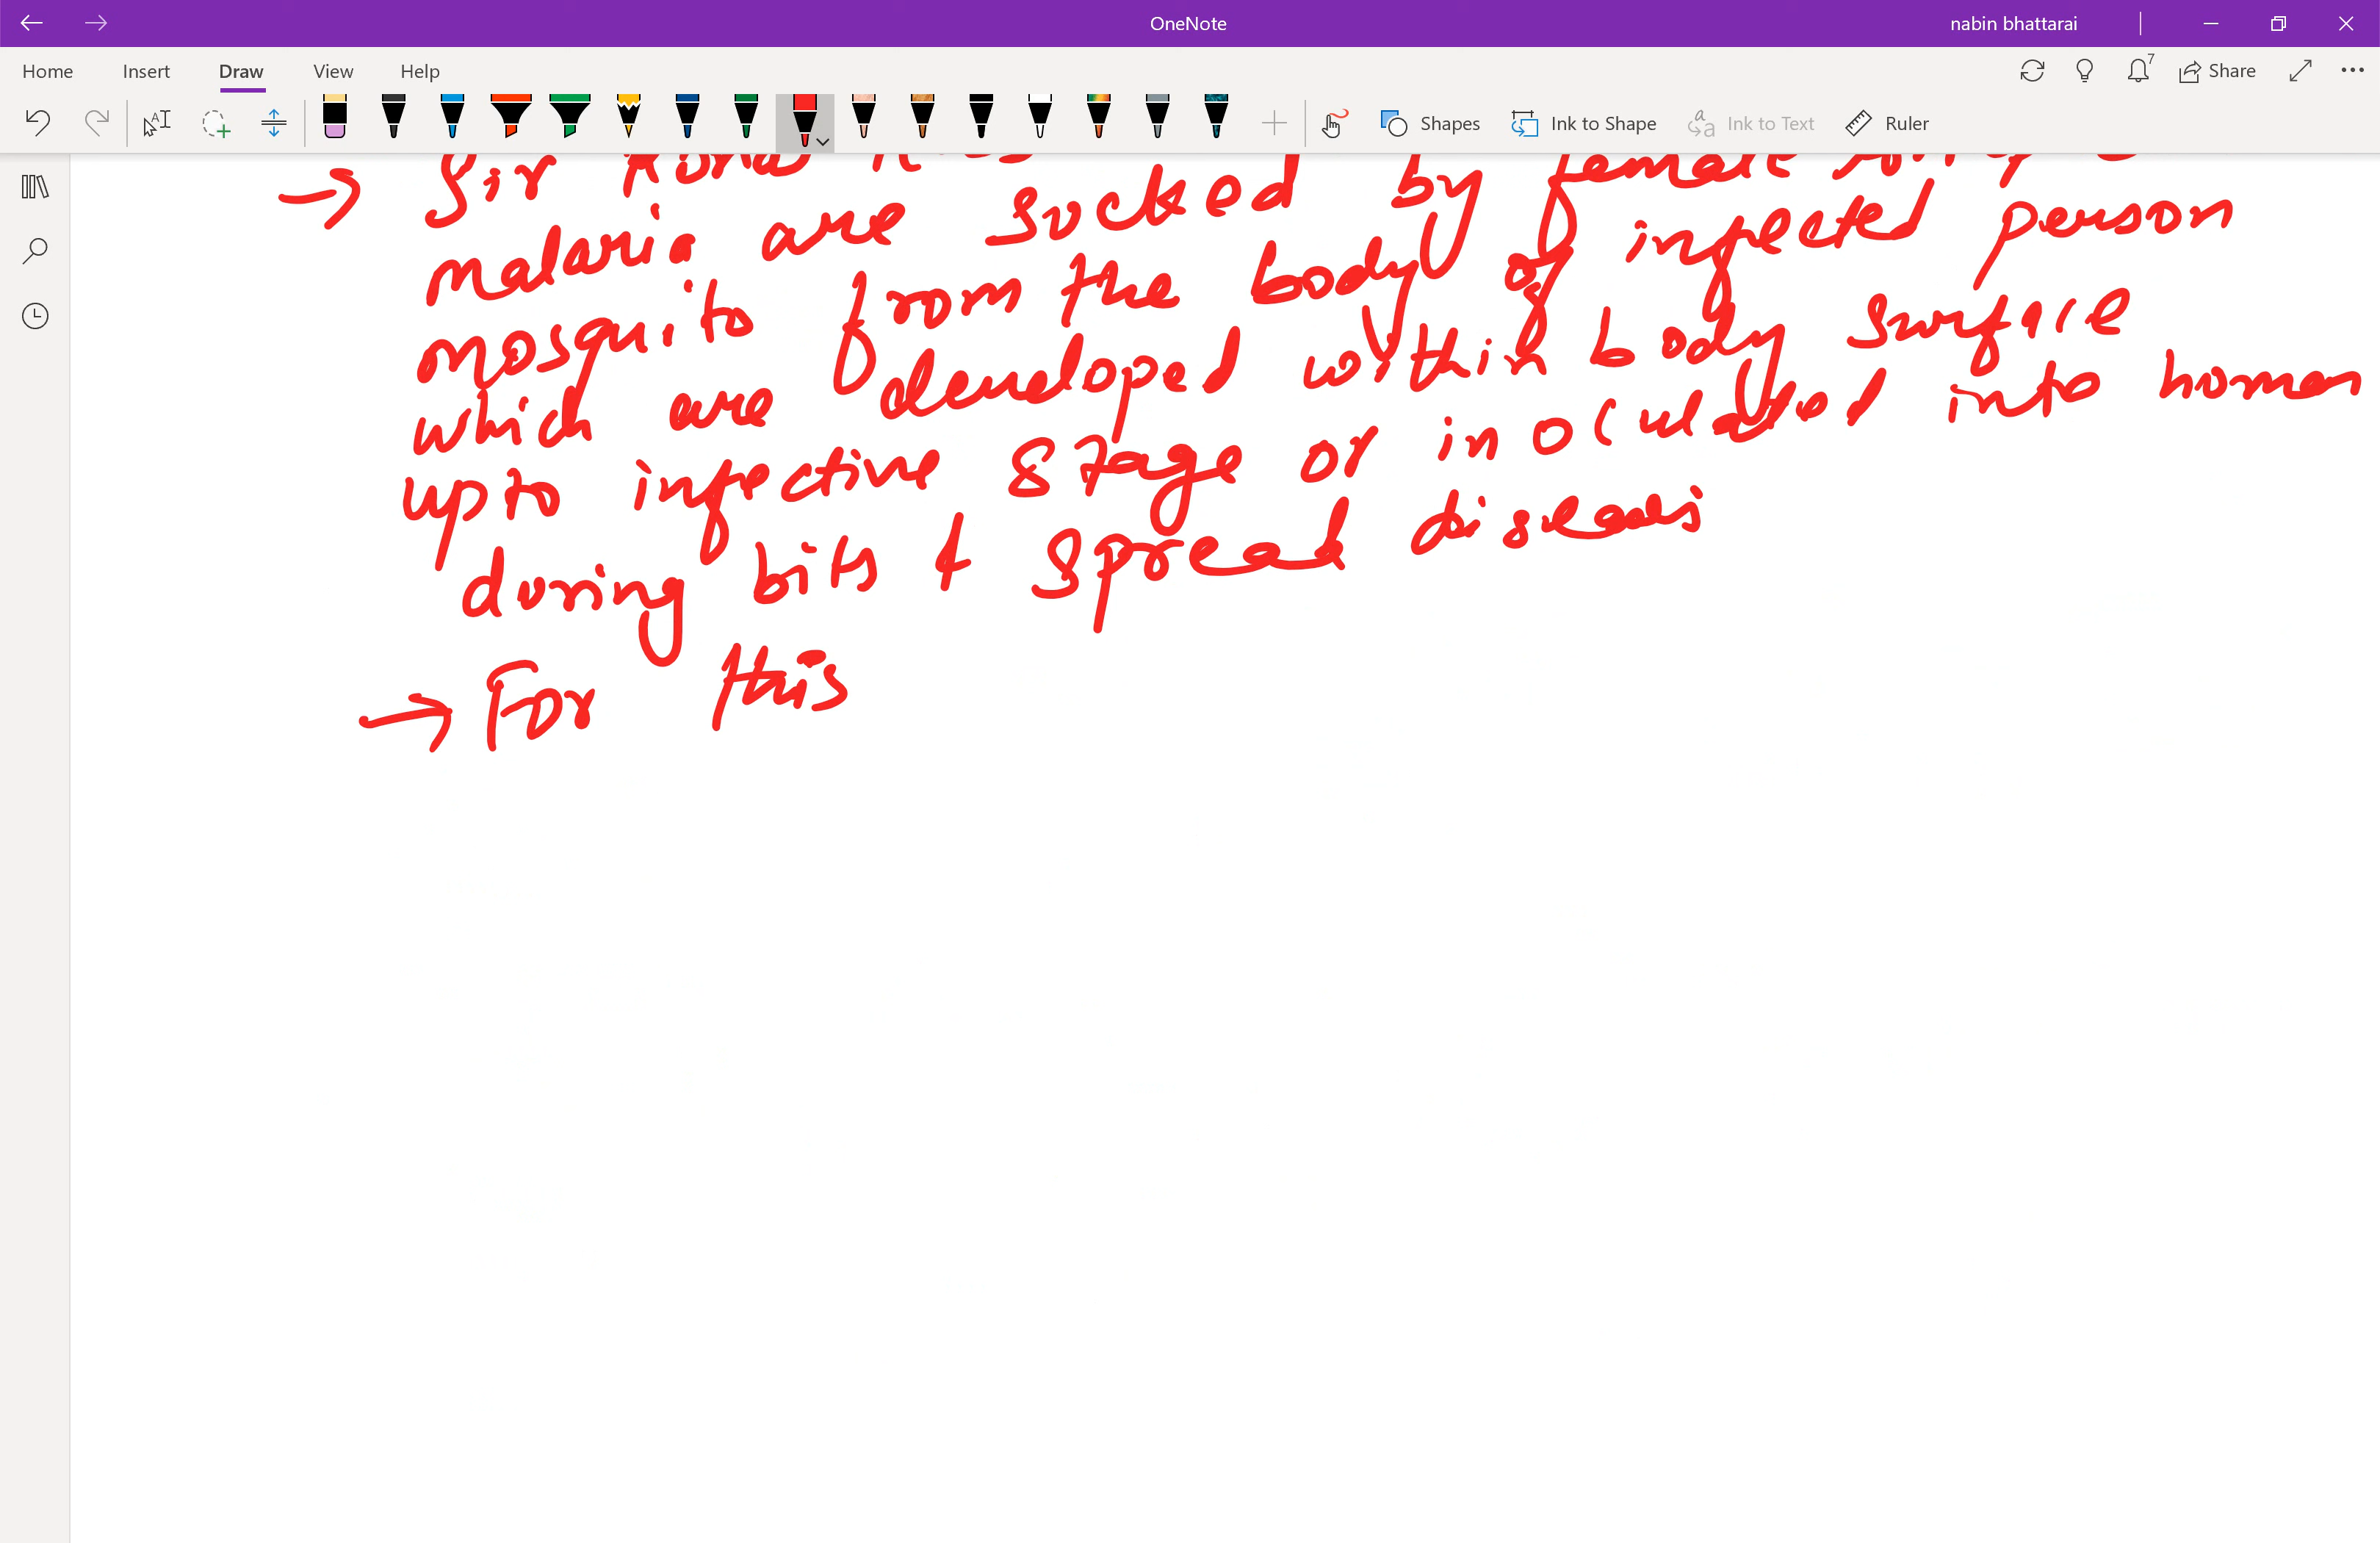 OneNote
nabin bhattarai
Home Insert Draw View Help
7 Share
Shapes Ink to Shape Ink to Text Ruler
→ Sir
malaria are sucked by female
mosquito from the body of infected person
which are developed within body surface
upto infective stage or inoculated into homan
during bits & spread
→ For this